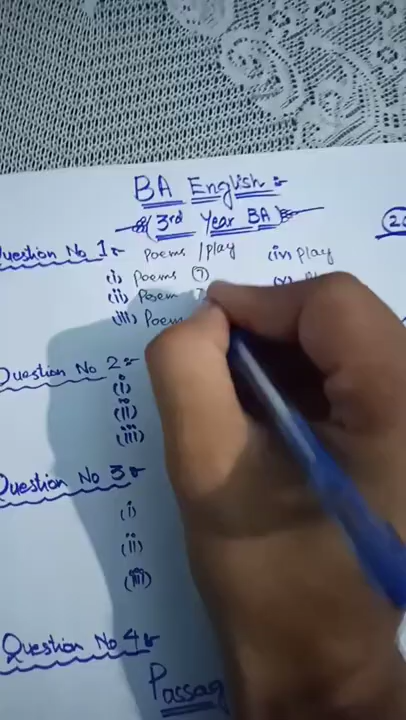 BA English:-
(3rd Year BA)
Question No 1:- Poems / play (iv) play
(i) Poems (7)
(ii) Poem 7
(iii) Poem
Question No 2:-
(i)
(ii)
(iii)
Question No 3:-
(i)
(ii)
(iii)
Question No 4:-